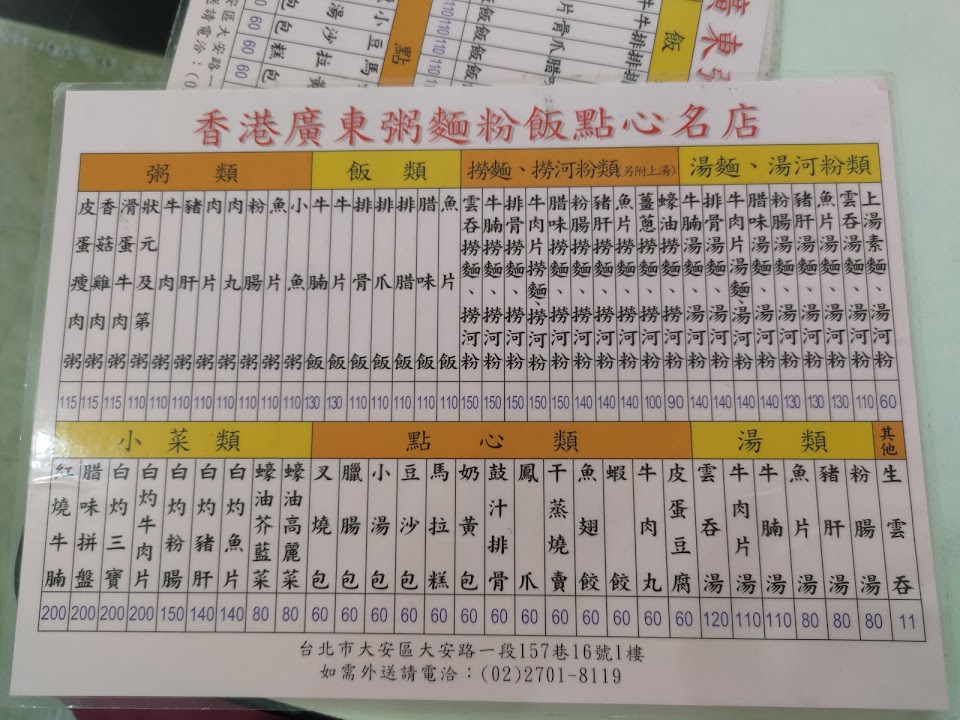 廣東
飯
點
香港廣東粥麵粉飯點心名店
粥類
皮蛋瘦肉粥 115
香菇雞肉粥 115
滑蛋牛肉粥 115
狀元及第粥 110
牛肉粥 110
豬肝粥 110
肉片粥 110
肉丸粥 110
粉腸粥 110
魚片粥 110
小魚粥 110
飯類
牛腩飯 130
牛片飯 130
排骨飯 110
排爪飯 110
排腊飯 110
腊味飯 110
魚片飯 110
撈麵、撈河粉類(另附上湯)
雲吞撈麵、撈河粉 150
牛腩撈麵、撈河粉 150
排骨撈麵、撈河粉 150
牛肉片撈麵、撈河粉 150
腊味撈麵、撈河粉 150
粉腸撈麵、撈河粉 140
豬肝撈麵、撈河粉 140
魚片撈麵、撈河粉 140
薑蔥撈麵、撈河粉 100
蠔油撈麵、撈河粉 90
湯麵、湯河粉類
牛腩湯麵、湯河粉 140
排骨湯麵、湯河粉 140
牛肉片湯麵、湯河粉 140
腊味湯麵、湯河粉 140
粉腸湯麵、湯河粉 130
豬肝湯麵、湯河粉 130
魚片湯麵、湯河粉 130
雲吞湯麵、湯河粉 110
上湯素麵、湯河粉 60
小菜類
紅燒牛腩 200
腊味拼盤 200
白灼三寶 200
白灼牛肉片 200
白灼粉腸 150
白灼豬肝 140
白灼魚片 140
蠔油芥藍菜 80
蠔油高麗菜 80
點心類
叉燒包 60
臘腸包 60
小湯包 60
豆沙包 60
馬拉糕 60
奶黃包 60
鼓汁排骨 60
鳳爪 60
干蒸燒賣 60
魚翅餃 60
蝦餃 60
牛肉丸 60
皮蛋豆腐 60
湯類
雲吞湯 120
牛肉片湯 110
牛腩湯 110
魚片湯 80
豬肝湯 80
粉腸湯 80
其他
生雲吞 11
台北市大安區大安路一段157巷16號1樓
如需外送請電洽：(02)2701-8119